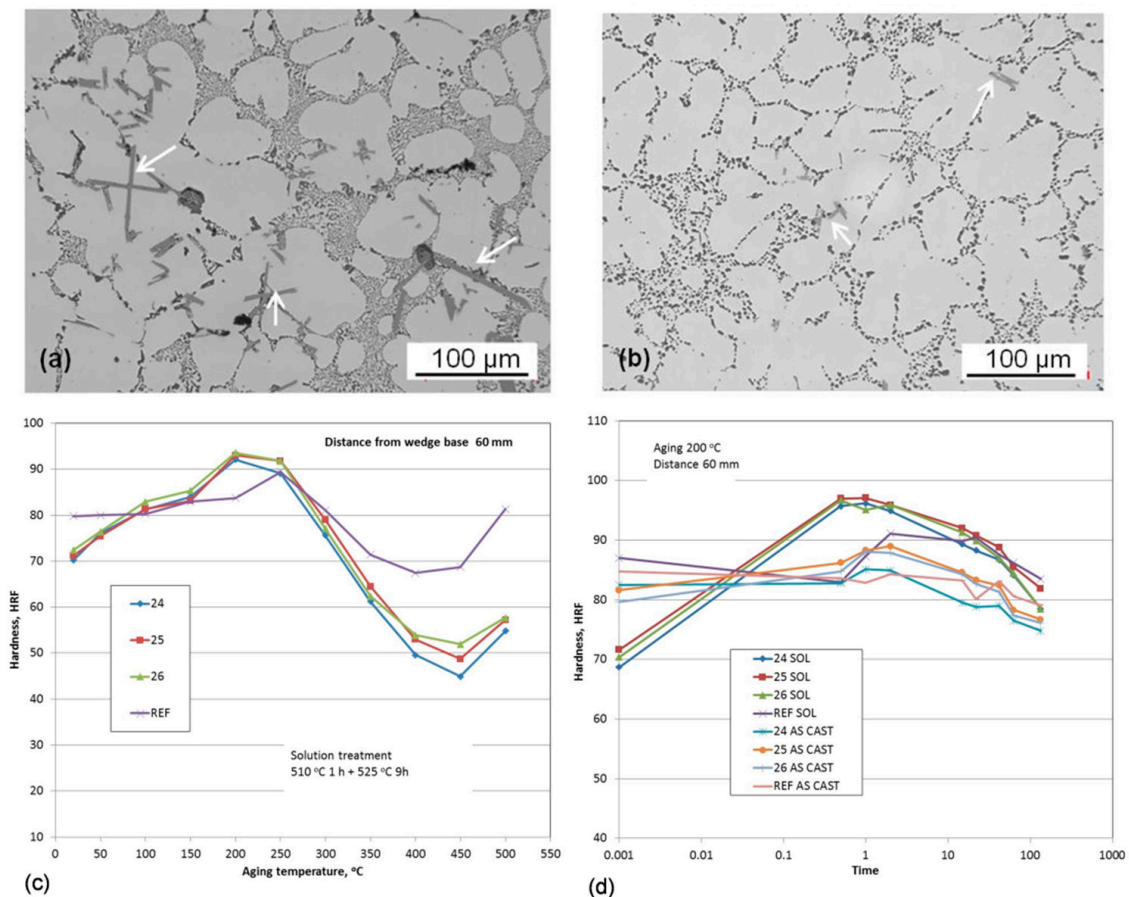 (a)
100 µm
(b)
100 µm
Hardness, HRF
100
90
80
70
60
50
40
30
20
10
Distance from wedge base 60 mm
24
25
26
REF
Solution treatment
510 °C 1 h + 525 °C 9h
0 50 100 150 200 250 300 350 400 450 500 550
Aging temperature, °C
(c)
Hardness, HRF
110
100
90
80
70
60
50
40
Aging 200 °C
Distance 60 mm
24 SOL
25 SOL
26 SOL
REF SOL
24 AS CAST
25 AS CAST
26 AS CAST
REF AS CAST
0.001 0.01 0.1 1 10 100 1000
Time
(d)